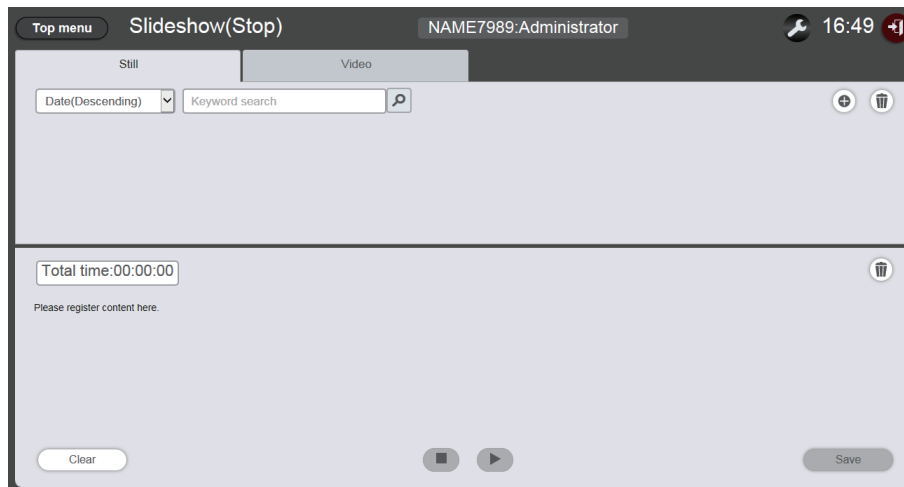 Top menu Slideshow(Stop) NAME7989:Administrator 16:49
Still Video
Date(Descending) Keyword search
Total time:00:00:00
Please register content here.
Clear Save